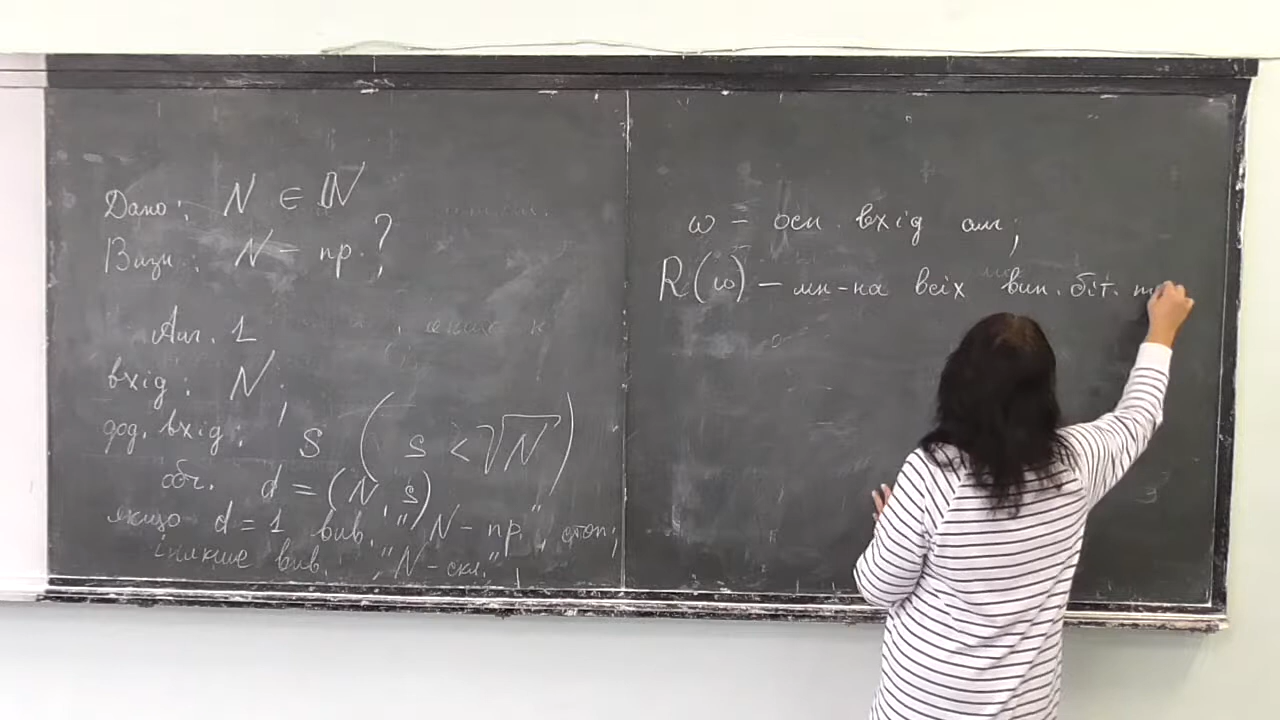 Дано: N ∈ ℕ
Визн.: N – пр.?
Алг. 1
вхід: N;
дод. вхід: S (s < √N)
обч. d = (N, s)
якщо d = 1 вив. "N – пр.", стоп;
інакше вив. "N – скл."
ω – осн. вхід алг;
R(ω) – мн-на всіх вип. біт.